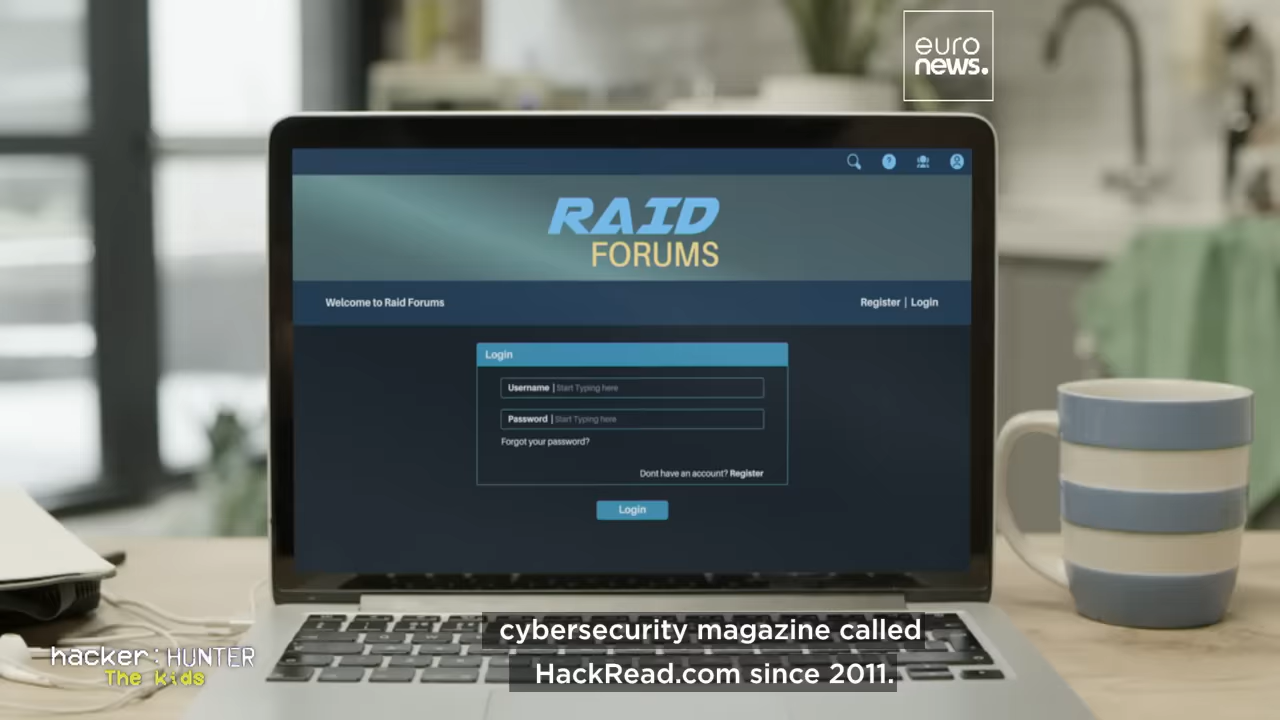 euro
news.
RAID
FORUMS
Welcome to Raid Forums
Register | Login
Login
Username | Start Typing here
Password | Start Typing here
Forgot your password?
Dont have an account? Register
Login
cybersecurity magazine called
HackRead.com since 2011.
hacker:HUNTER
The kids